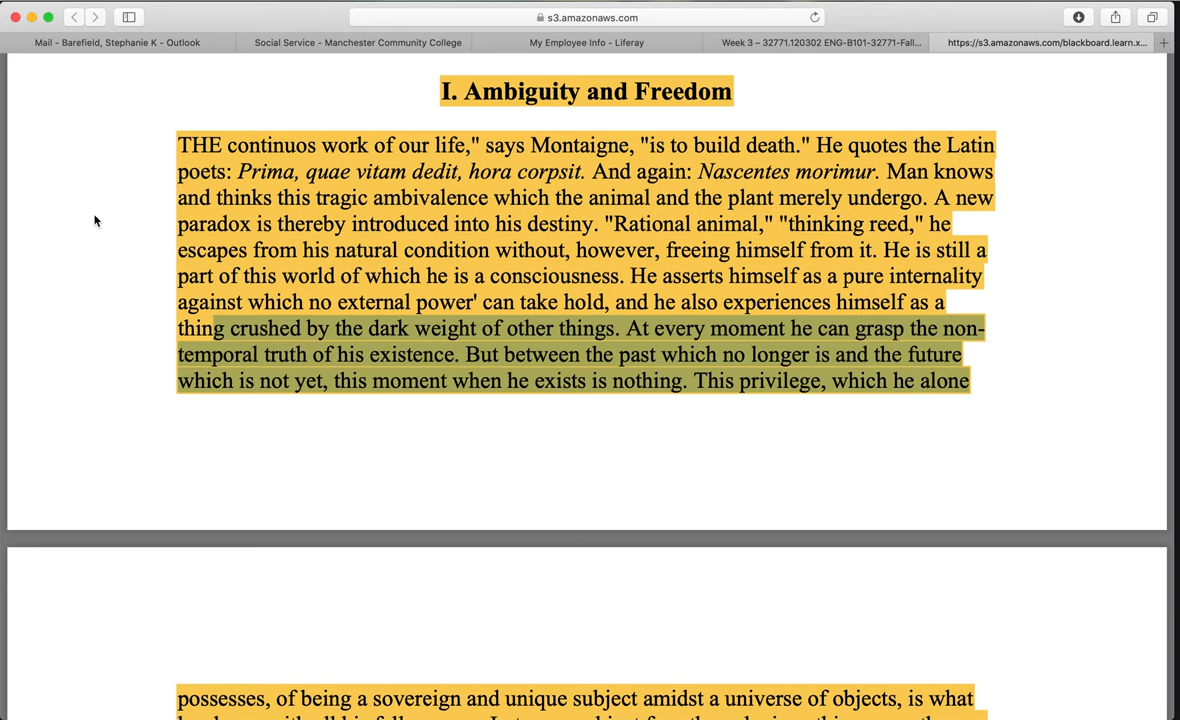 s3.amazonaws.com
Mail - Barefield, Stephanie K - Outlook
Social Service - Manchester Community College
My Employee Info - Liferay
Week 3 – 32771.120302 ENG-B101-32771-Fall...
https://s3.amazonaws.com/blackboard.learn.x...
I. Ambiguity and Freedom
THE continuos work of our life," says Montaigne, "is to build death." He quotes the Latin
poets: Prima, quae vitam dedit, hora corpsit. And again: Nascentes morimur. Man knows
and thinks this tragic ambivalence which the animal and the plant merely undergo. A new
paradox is thereby introduced into his destiny. "Rational animal," "thinking reed," he
escapes from his natural condition without, however, freeing himself from it. He is still a
part of this world of which he is a consciousness. He asserts himself as a pure internality
against which no external power' can take hold, and he also experiences himself as a
thing crushed by the dark weight of other things. At every moment he can grasp the non-
temporal truth of his existence. But between the past which no longer is and the future
which is not yet, this moment when he exists is nothing. This privilege, which he alone
possesses, of being a sovereign and unique subject amidst a universe of objects, is what